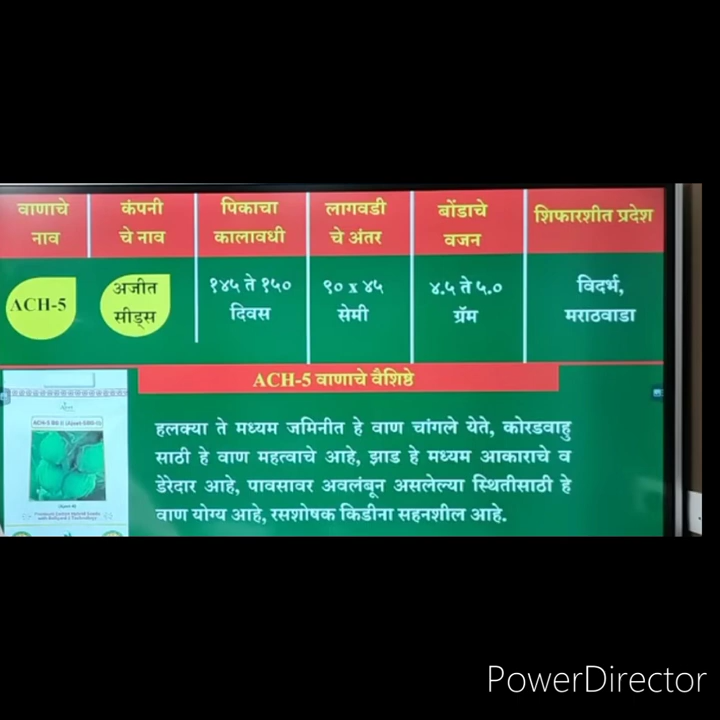 वाणाचे नाव
कंपनी चे नाव
पिकाचा कालावधी
लागवडी चे अंतर
बोंडाचे वजन
शिफारशीत प्रदेश
ACH-5
अजीत सीड्स
१४५ ते १५० दिवस
९० x ४५ सेमी
४.५ ते ५.० ग्रॅम
विदर्भ, मराठवाडा
ACH-5 वाणाचे वैशिष्ठे
हलक्या ते मध्यम जमिनीत हे वाण चांगले येते, कोरडवाहु
साठी हे वाण महत्वाचे आहे, झाड हे मध्यम आकाराचे व
डेरेदार आहे, पावसावर अवलंबून असलेल्या स्थितीसाठी हे
वाण योग्य आहे, रसशोषक किडीना सहनशील आहे.
PowerDirector